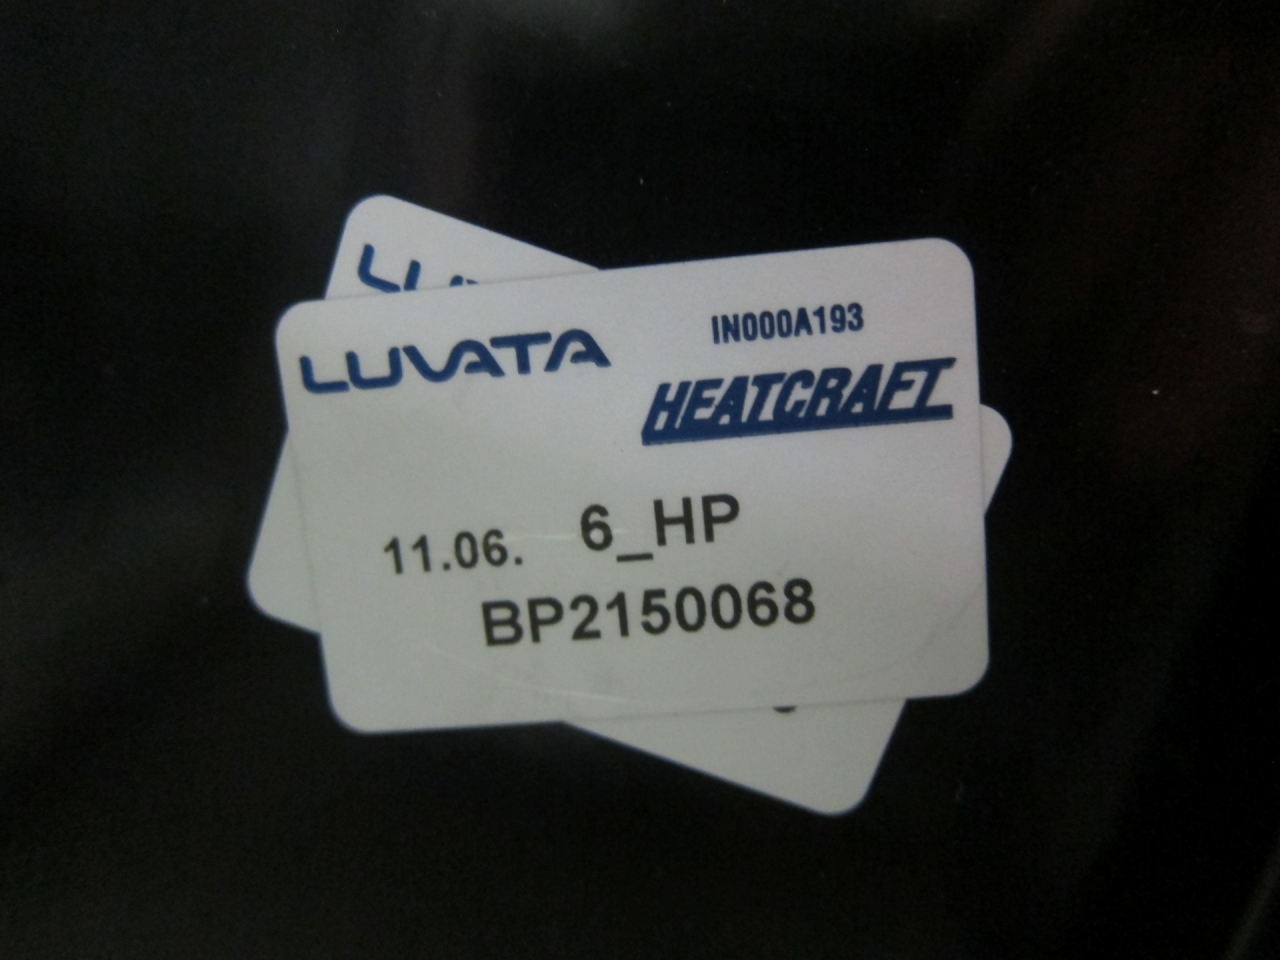 LUVATA
IN000A193
HEATCRAFT
11.06. 6_HP
BP2150068